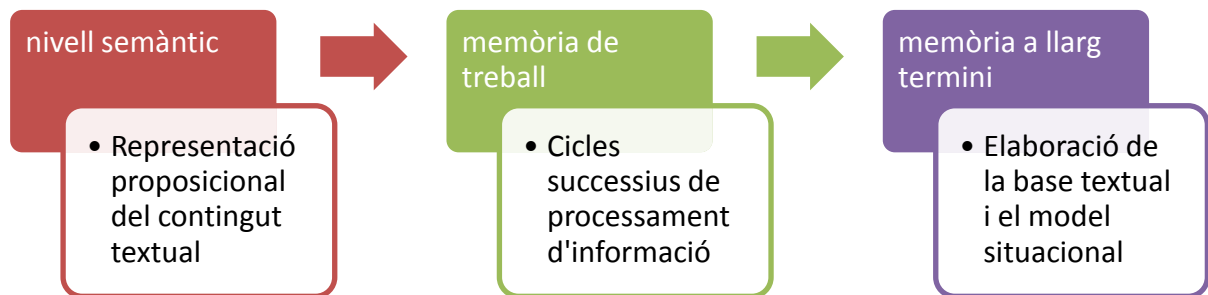 nivell semàntic
• Representació
proposicional
del contingut
textual
memòria de
treball
• Cicles
successius de
processament
d'informació
memòria a llarg
termini
• Elaboració de
la base textual
i el model
situacional